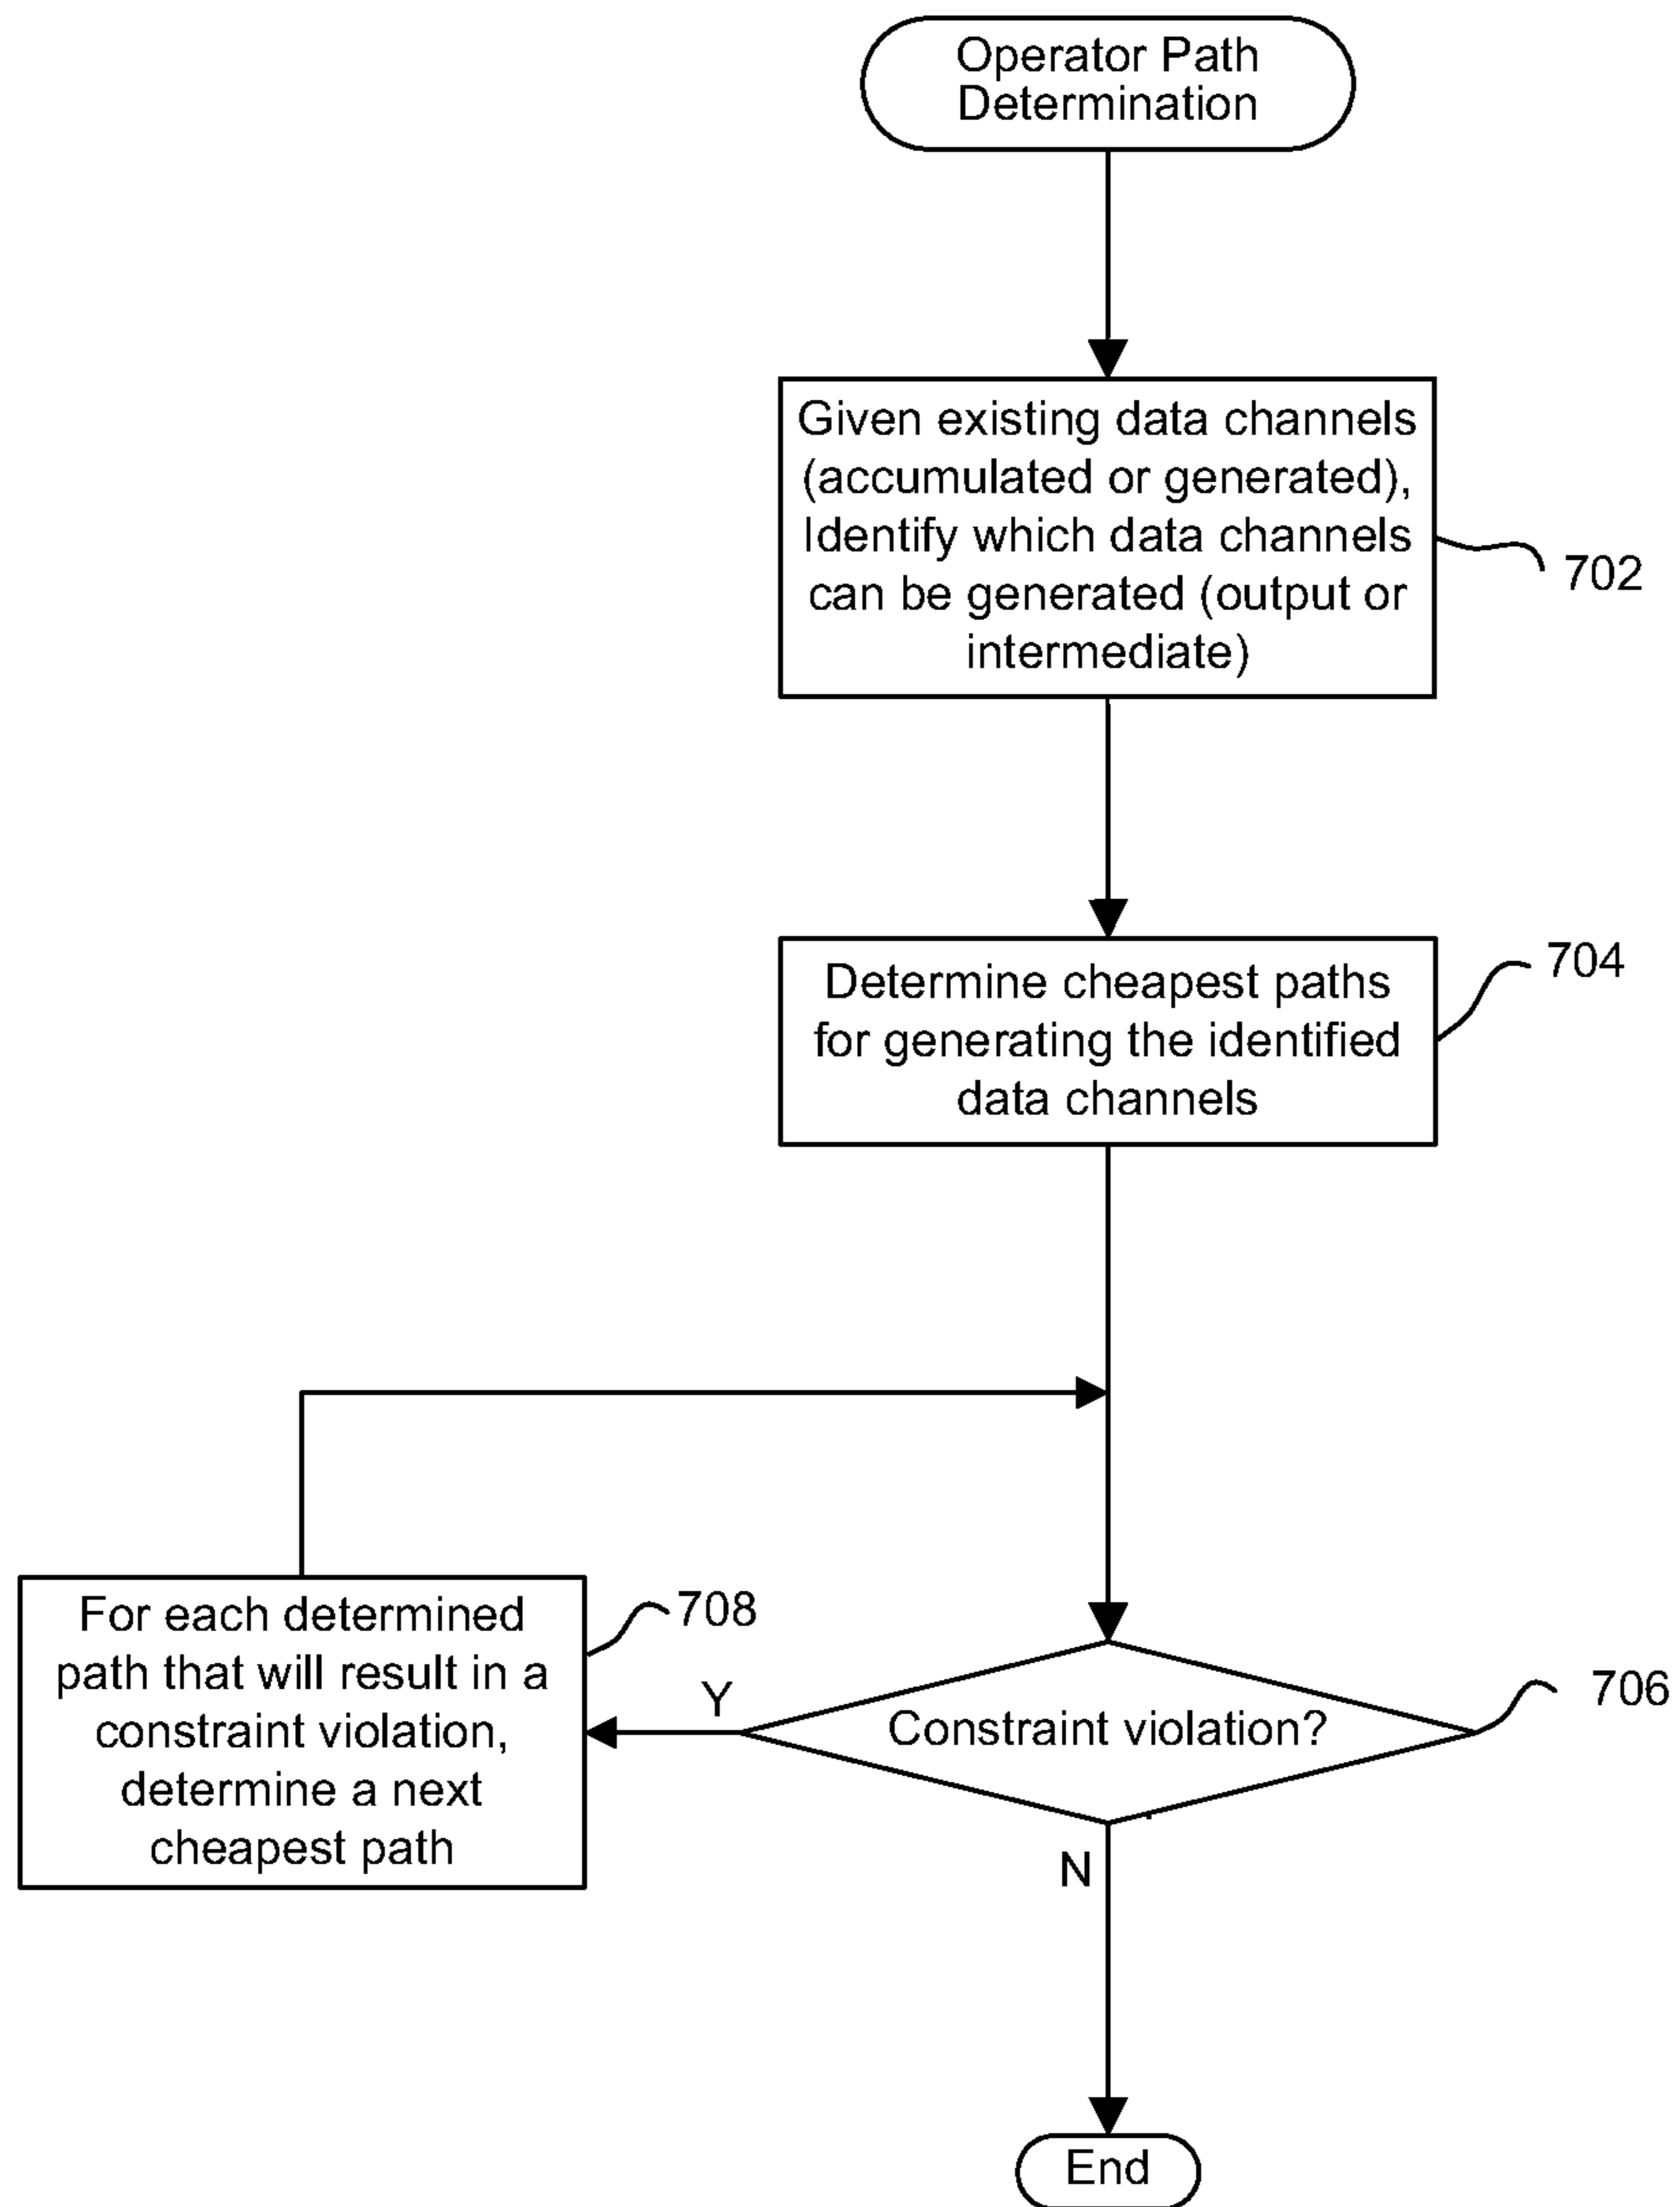 Operator Path
Determination
Given existing data channels
(accumulated or generated),
Identify which data channels
can be generated (output or
intermediate)
702
Determine cheapest paths
for generating the identified
data channels
704
For each determined
path that will result in a
constraint violation,
determine a next
cheapest path
708
Y
Constraint violation?
706
N
End